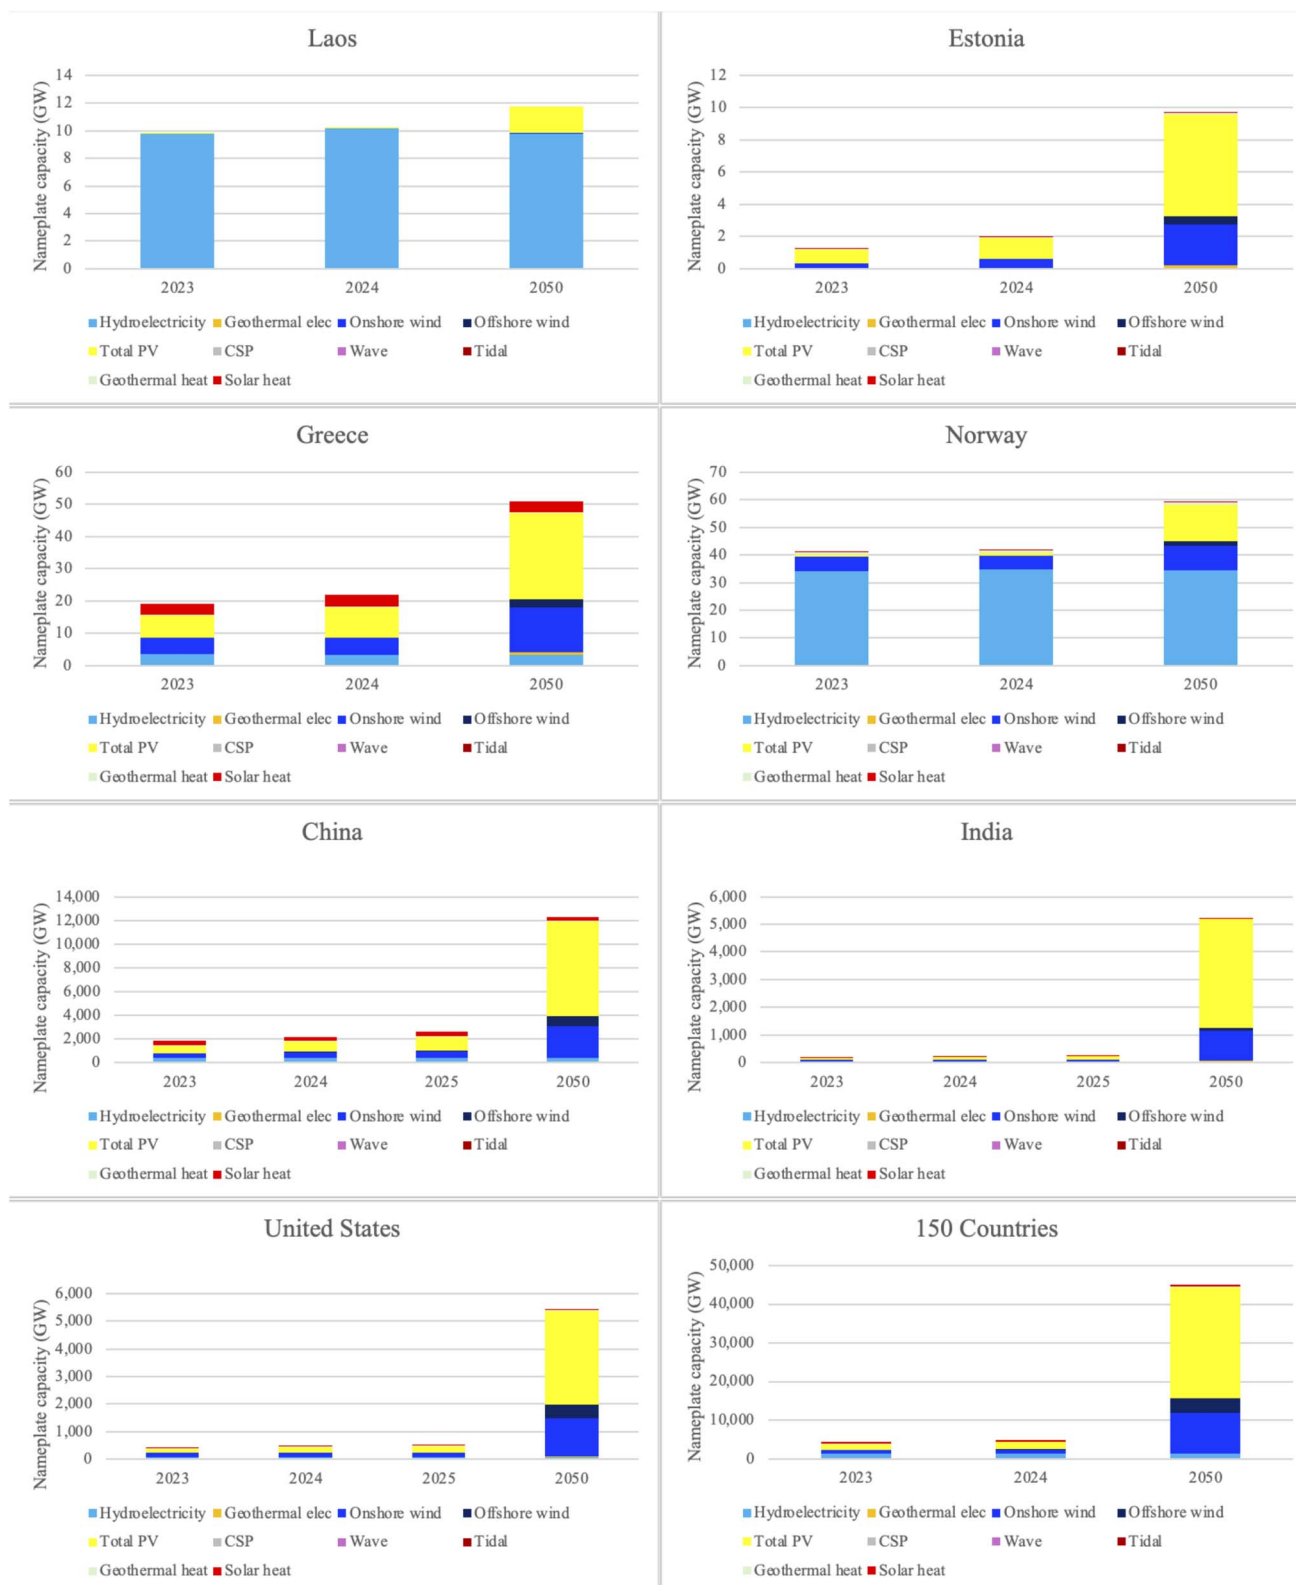 Laos
Nameplate capacity (GW)
14
12
10
8
6
4
2
0
2023 2024 2050
Hydroelectricity Geothermal elec Onshore wind Offshore wind
Total PV CSP Wave Tidal
Geothermal heat Solar heat
Estonia
Nameplate capacity (GW)
12
10
8
6
4
2
0
2023 2024 2050
Hydroelectricity Geothermal elec Onshore wind Offshore wind
Total PV CSP Wave Tidal
Geothermal heat Solar heat
Greece
Nameplate capacity (GW)
60
50
40
30
20
10
0
2023 2024 2050
Hydroelectricity Geothermal elec Onshore wind Offshore wind
Total PV CSP Wave Tidal
Geothermal heat Solar heat
Norway
Nameplate capacity (GW)
70
60
50
40
30
20
10
0
2023 2024 2050
Hydroelectricity Geothermal elec Onshore wind Offshore wind
Total PV CSP Wave Tidal
Geothermal heat Solar heat
China
Nameplate capacity (GW)
14,000
12,000
10,000
8,000
6,000
4,000
2,000
0
2023 2024 2025 2050
Hydroelectricity Geothermal elec Onshore wind Offshore wind
Total PV CSP Wave Tidal
Geothermal heat Solar heat
India
Nameplate capacity (GW)
6,000
5,000
4,000
3,000
2,000
1,000
0
2023 2024 2025 2050
Hydroelectricity Geothermal elec Onshore wind Offshore wind
Total PV CSP Wave Tidal
Geothermal heat Solar heat
United States
Nameplate capacity (GW)
6,000
5,000
4,000
3,000
2,000
1,000
0
2023 2024 2025 2050
Hydroelectricity Geothermal elec Onshore wind Offshore wind
Total PV CSP Wave Tidal
Geothermal heat Solar heat
150 Countries
Nameplate capacity (GW)
50,000
40,000
30,000
20,000
10,000
0
2023 2024 2050
Hydroelectricity Geothermal elec Onshore wind Offshore wind
Total PV CSP Wave Tidal
Geothermal heat Solar heat